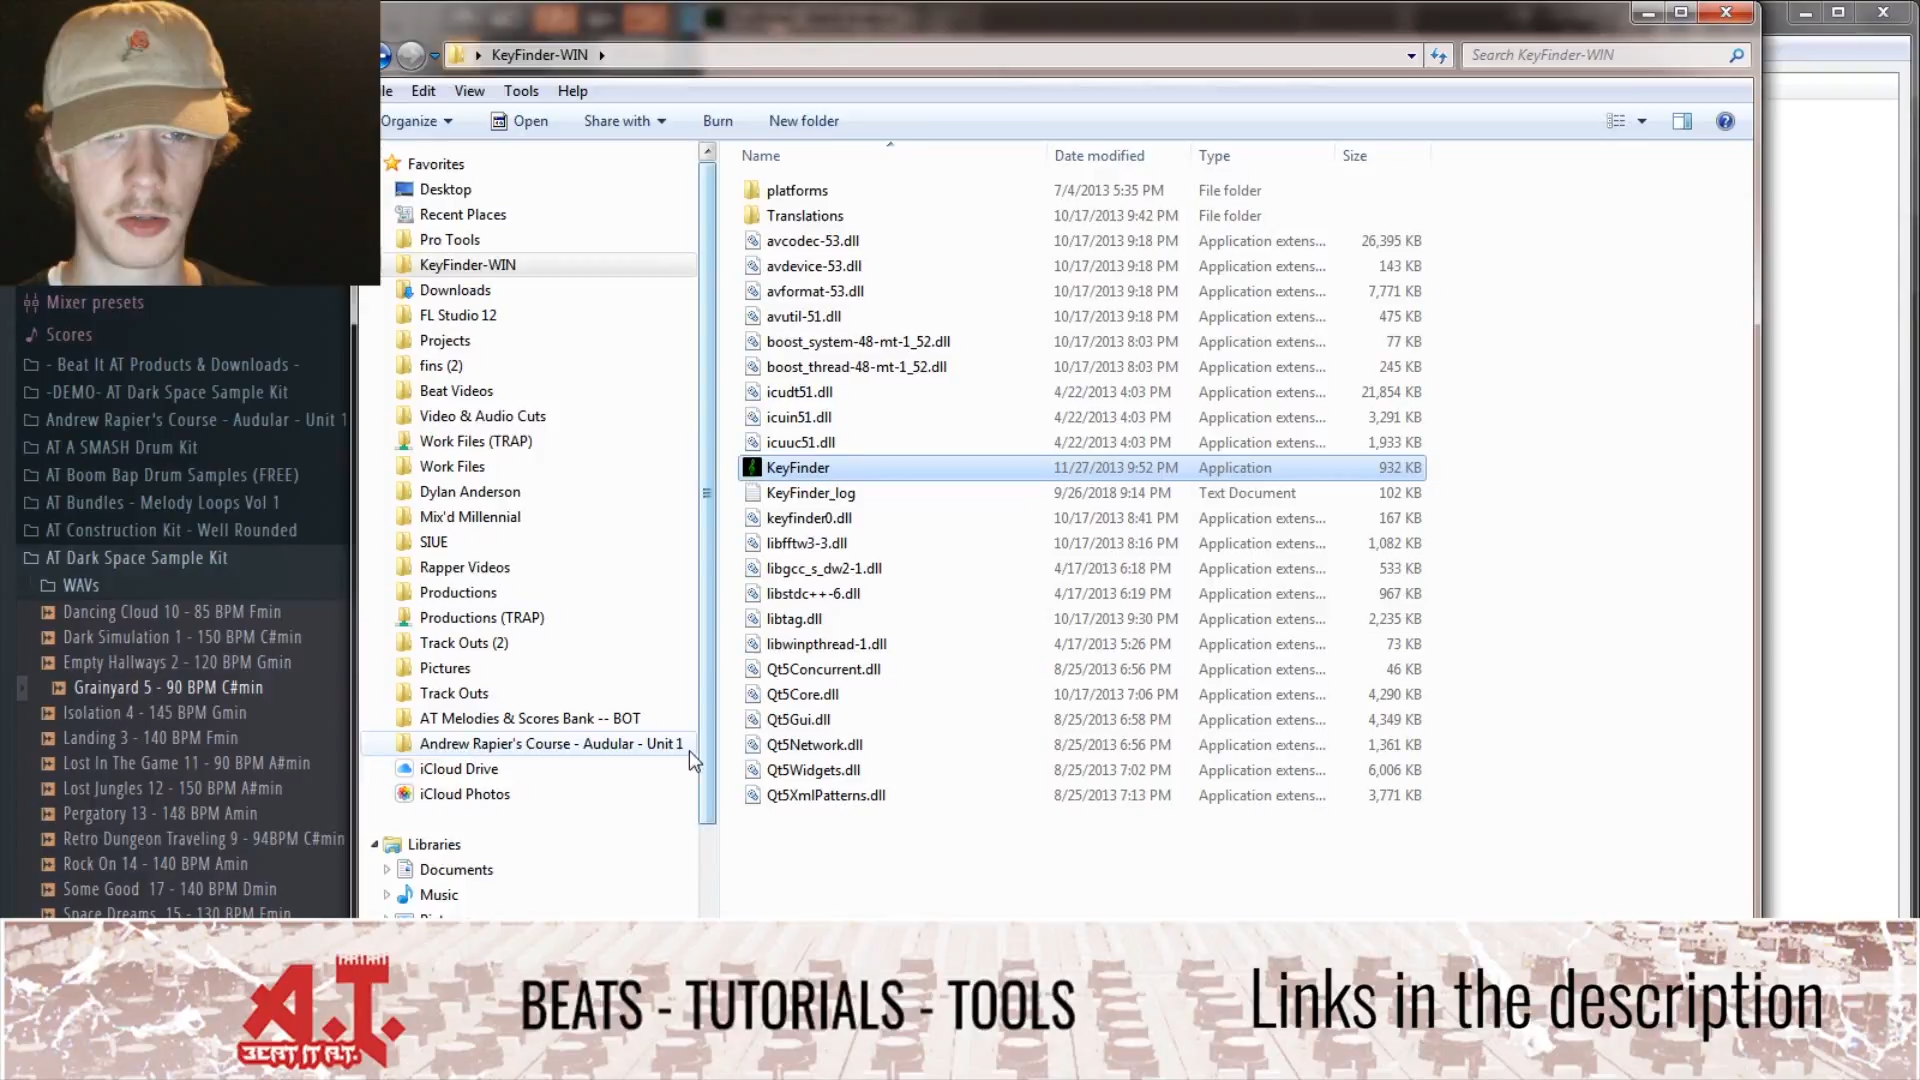 KeyFinder-WIN
Search KeyFinder-WIN
le Edit View Tools Help
Organize Open Share with Burn New folder
Favorites
Desktop
Recent Places
Pro Tools
KeyFinder-WIN
Downloads
FL Studio 12
Projects
fins (2)
Beat Videos
Video & Audio Cuts
Work Files (TRAP)
Work Files
Dylan Anderson
Mix'd Millennial
SIUE
Rapper Videos
Productions
Productions (TRAP)
Track Outs (2)
Pictures
Track Outs
AT Melodies & Scores Bank -- BOT
Andrew Rapier's Course - Audular - Unit 1
iCloud Drive
iCloud Photos
Libraries
Documents
Music
Name Date modified Type Size
platforms 7/4/2013 5:35 PM File folder
Translations 10/17/2013 9:42 PM File folder
avcodec-53.dll 10/17/2013 9:18 PM Application extens... 26,395 KB
avdevice-53.dll 10/17/2013 9:18 PM Application extens... 143 KB
avformat-53.dll 10/17/2013 9:18 PM Application extens... 7,771 KB
avutil-51.dll 10/17/2013 9:18 PM Application extens... 475 KB
boost_system-48-mt-1_52.dll 10/17/2013 8:03 PM Application extens... 77 KB
boost_thread-48-mt-1_52.dll 10/17/2013 8:03 PM Application extens... 245 KB
icudt51.dll 4/22/2013 4:03 PM Application extens... 21,854 KB
icuin51.dll 4/22/2013 4:03 PM Application extens... 3,291 KB
icuuc51.dll 4/22/2013 4:03 PM Application extens... 1,933 KB
KeyFinder 11/27/2013 9:52 PM Application 932 KB
KeyFinder_log 9/26/2018 9:14 PM Text Document 102 KB
keyfinder0.dll 10/17/2013 8:41 PM Application extens... 167 KB
libfftw3-3.dll 10/17/2013 8:16 PM Application extens... 1,082 KB
libgcc_s_dw2-1.dll 4/17/2013 6:18 PM Application extens... 533 KB
libstdc++-6.dll 4/17/2013 6:19 PM Application extens... 967 KB
libtag.dll 10/17/2013 9:30 PM Application extens... 2,235 KB
libwinpthread-1.dll 4/17/2013 5:26 PM Application extens... 73 KB
Qt5Concurrent.dll 8/25/2013 6:56 PM Application extens... 46 KB
Qt5Core.dll 10/17/2013 7:06 PM Application extens... 4,290 KB
Qt5Gui.dll 8/25/2013 6:58 PM Application extens... 4,349 KB
Qt5Network.dll 8/25/2013 6:56 PM Application extens... 1,361 KB
Qt5Widgets.dll 8/25/2013 7:02 PM Application extens... 6,006 KB
Qt5XmlPatterns.dll 8/25/2013 7:13 PM Application extens... 3,771 KB
Mixer presets
Scores
- Beat It AT Products & Downloads -
-DEMO- AT Dark Space Sample Kit
Andrew Rapier's Course - Audular - Unit 1
AT A SMASH Drum Kit
AT Boom Bap Drum Samples (FREE)
AT Bundles - Melody Loops Vol 1
AT Construction Kit - Well Rounded
AT Dark Space Sample Kit
WAVs
Dancing Cloud 10 - 85 BPM Fmin
Dark Simulation 1 - 150 BPM C#min
Empty Hallways 2 - 120 BPM Gmin
Grainyard 5 - 90 BPM C#min
Isolation 4 - 145 BPM Gmin
Landing 3 - 140 BPM Fmin
Lost In The Game 11 - 90 BPM A#min
Lost Jungles 12 - 150 BPM A#min
Pergatory 13 - 148 BPM Amin
Retro Dungeon Traveling 9 - 94BPM C#min
Rock On 14 - 140 BPM Amin
Some Good 17 - 140 BPM Dmin
Space Dreams 15 - 130 BPM Fmin
A.T.
BEAT IT A.T.
BEATS - TUTORIALS - TOOLS
Links in the description